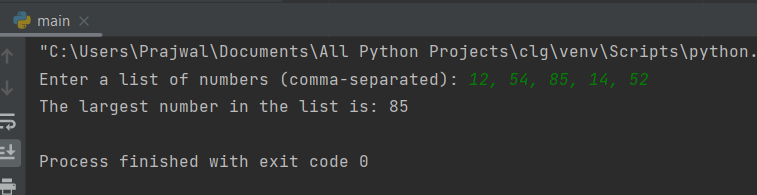 main
"C:\Users\Prajwal\Documents\All Python Projects\clg\venv\Scripts\python.
Enter a list of numbers (comma-separated): 12, 54, 85, 14, 52
The largest number in the list is: 85
Process finished with exit code 0